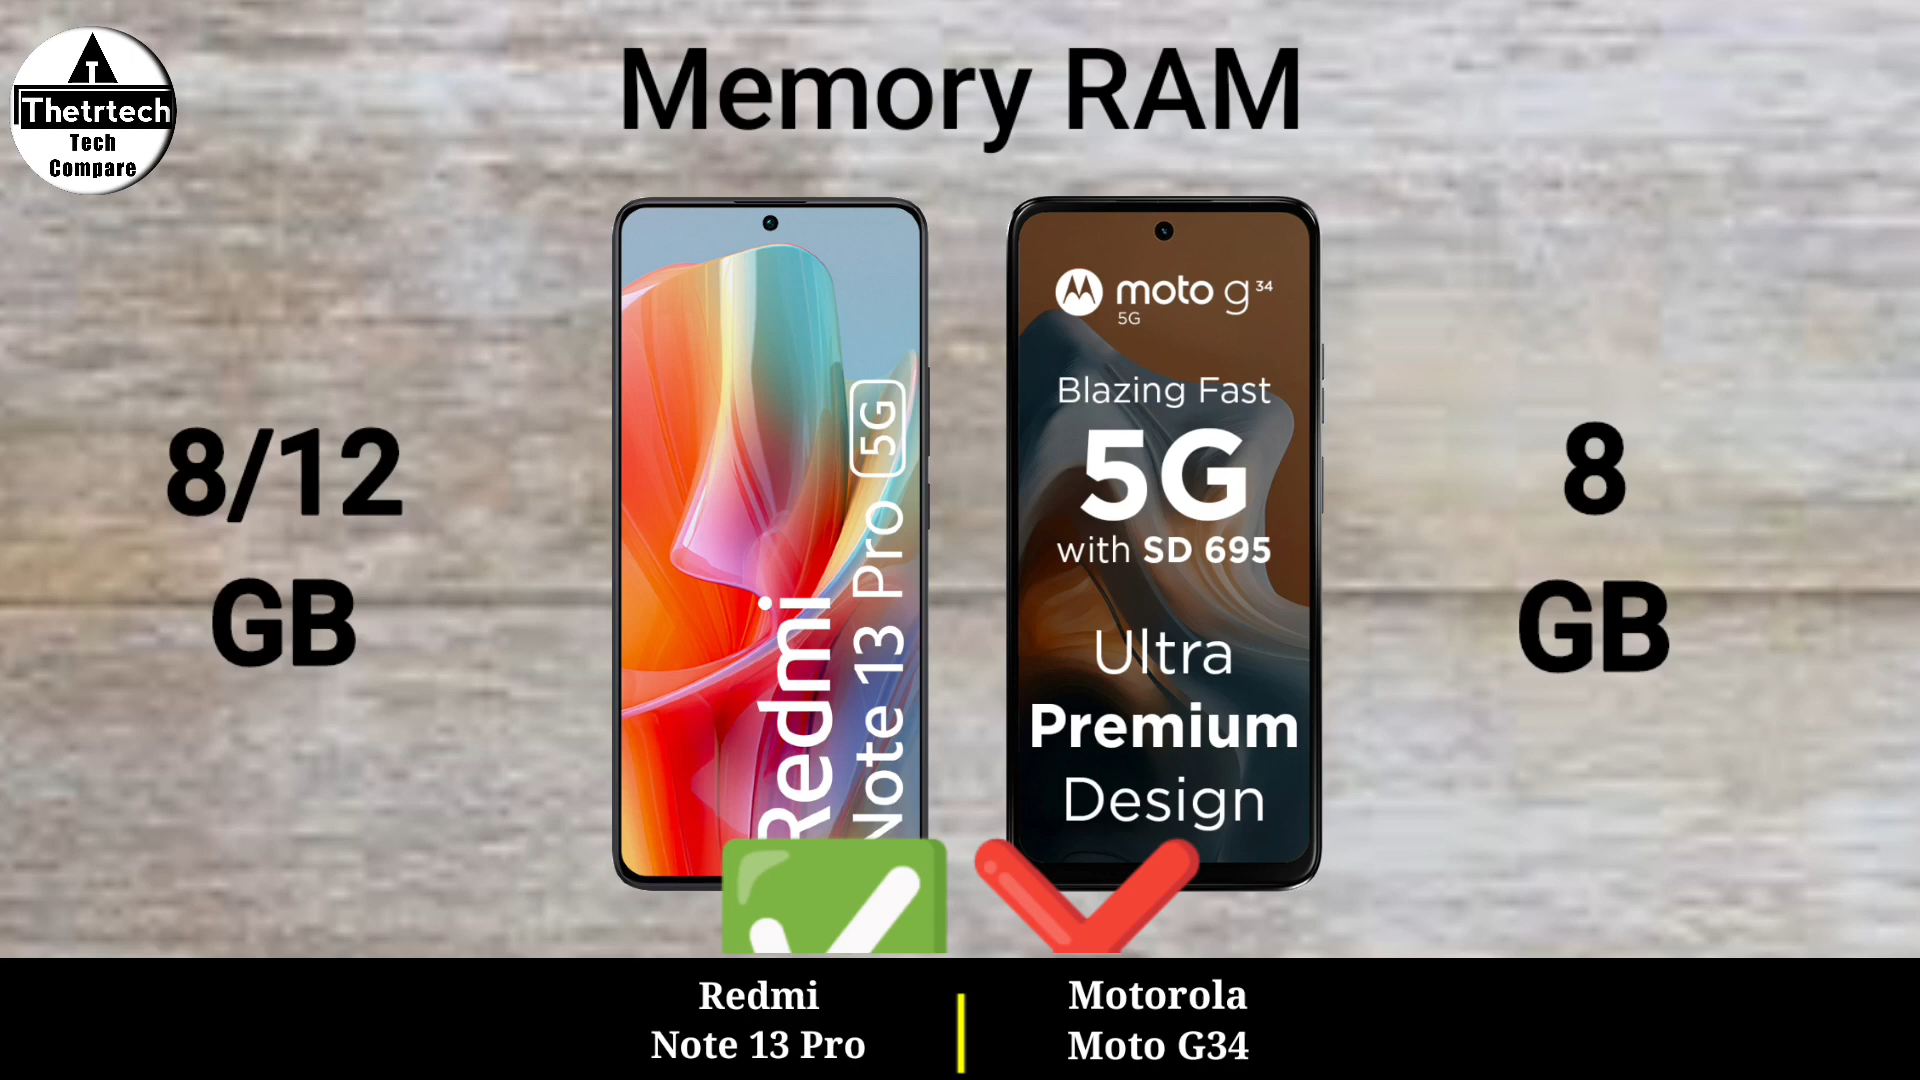 T
Thetrtech
Tech
Compare
Memory RAM
8/12
GB
Redmi
Note 13 Pro 5G
moto g34
5G
Blazing Fast
5G
with SD 695
Ultra
Premium
Design
8
GB
Redmi
Note 13 Pro
Motorola
Moto G34